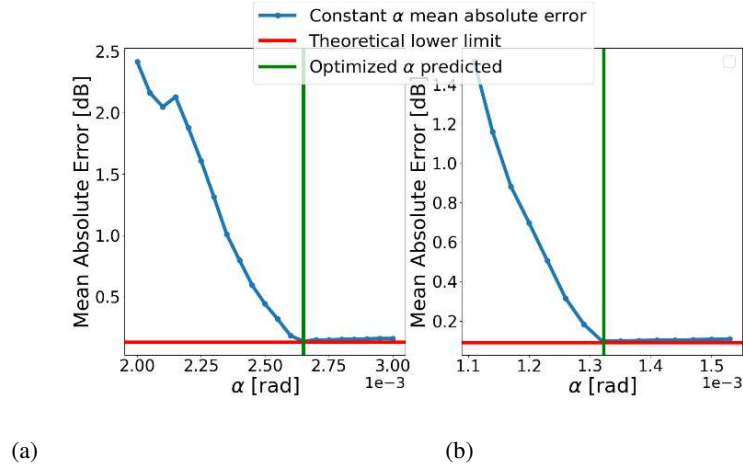 Constant α mean absolute error
Theoretical lower limit
Optimized α predicted
Mean Absolute Error [dB]
2.5
2.0
1.5
1.0
0.5
2.00 2.25 2.50 2.75 3.00
1e−3
α [rad]
Mean Absolute Error [dB]
1.4
1.2
1.0
0.8
0.6
0.4
0.2
1.1 1.2 1.3 1.4 1.5
1e−3
α [rad]
(a) (b)